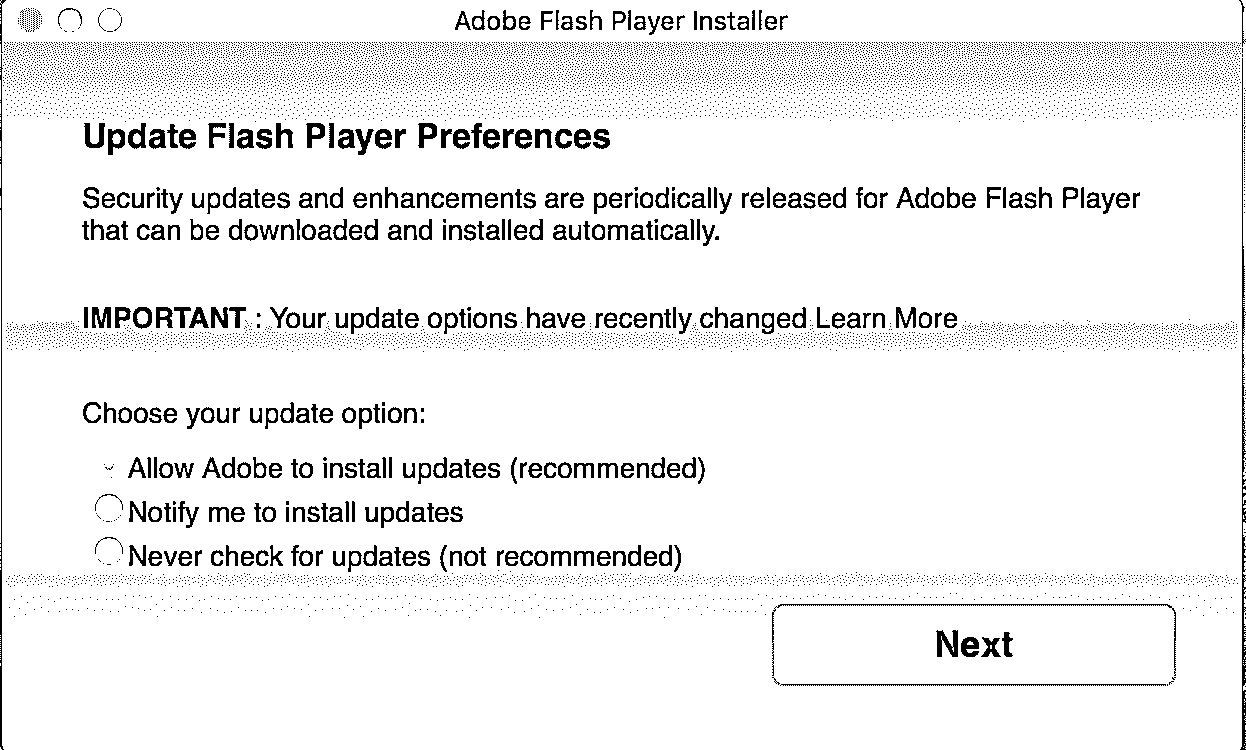 Adobe Flash Player Installer
Update Flash Player Preferences
Security updates and enhancements are periodically released for Adobe Flash Player
that can be downloaded and installed automatically.
IMPORTANT : Your update options have recently changed Learn More
Choose your update option:
Allow Adobe to install updates (recommended)
Notify me to install updates
Never check for updates (not recommended)
Next